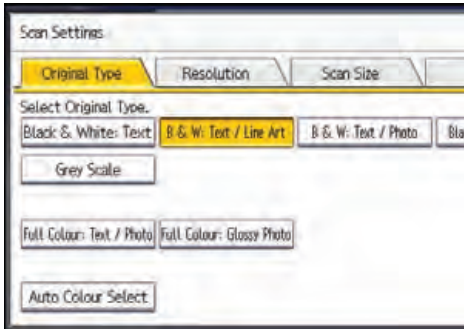 Scan Settings
Original Type Resolution Scan Size
Select Original Type.
Black & White: Text B & W: Text / Line Art B & W: Text / Photo Bla
Grey Scale
Full Colour: Text / Photo Full Colour: Glossy Photo
Auto Colour Select